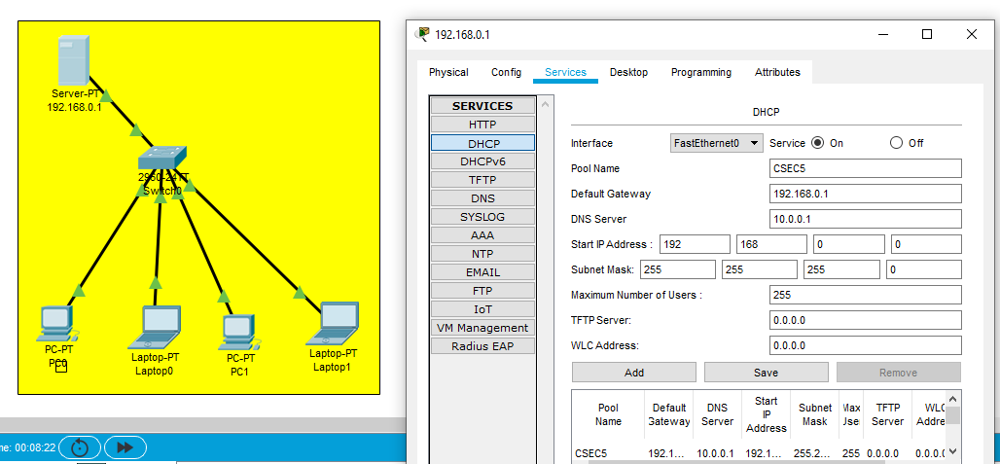 Server-PT
192.168.0.1
2950-24TT
Switch0
PC-PT
PC0
Laptop-PT
Laptop0
PC-PT
PC1
Laptop-PT
Laptop1
me: 00:08:22
192.168.0.1
Physical Config Services Desktop Programming Attributes
SERVICES
HTTP
DHCP
DHCPv6
TFTP
DNS
SYSLOG
AAA
NTP
EMAIL
FTP
IoT
VM Management
Radius EAP
DHCP
Interface FastEthernet0 Service On Off
Pool Name CSEC5
Default Gateway 192.168.0.1
DNS Server 10.0.0.1
Start IP Address : 192 168 0 0
Subnet Mask: 255 255 255 0
Maximum Number of Users : 255
TFTP Server: 0.0.0.0
WLC Address: 0.0.0.0
Add Save Remove
Pool Name Default Gateway DNS Server Start IP Address Subnet Mask Max TFTP Server WLC
CSEC5 192.1... 10.0.0.1 192.1... 255.2... 255 0.0.0.0 0.0.0.0